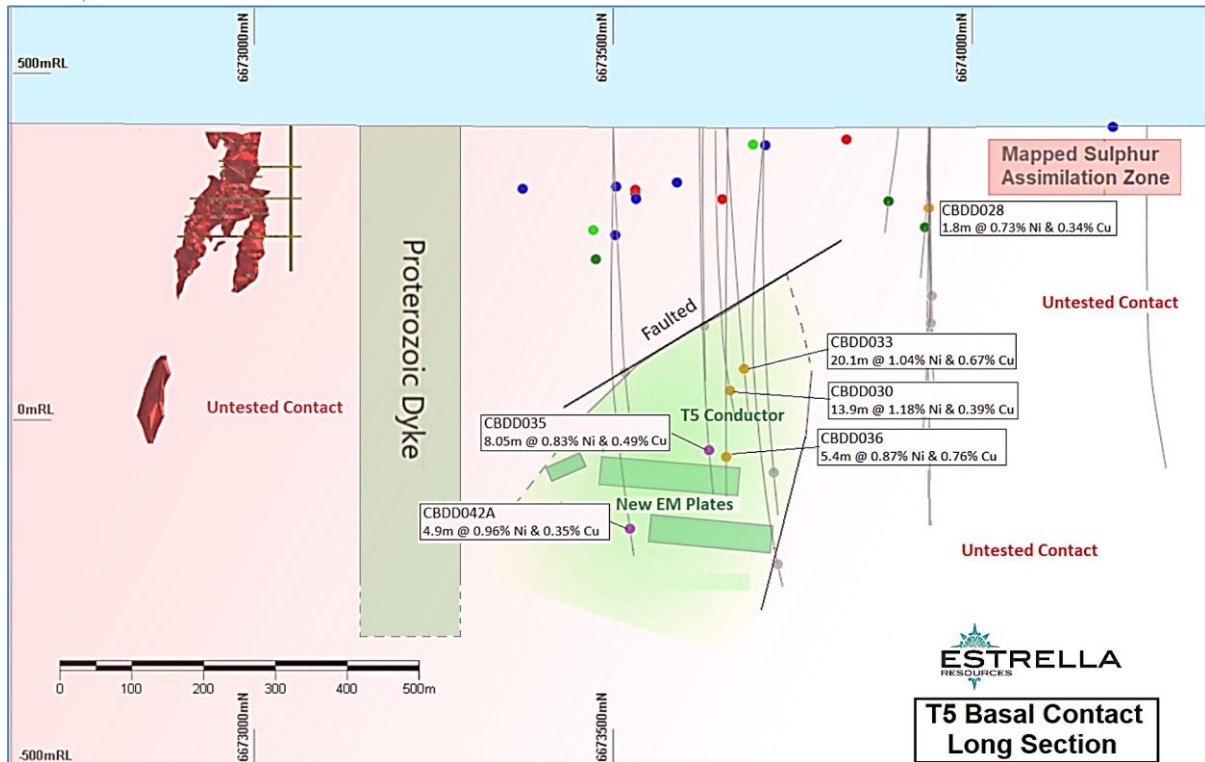 6673000mN
6673500mN
6674000mN
500mRL
Mapped Sulphur
Assimilation Zone
CBDD028
1.8m @ 0.73% Ni & 0.34% Cu
Proterozoic Dyke
Untested Contact
Faulted
CBDD033
20.1m @ 1.04% Ni & 0.67% Cu
CBDD030
13.9m @ 1.18% Ni & 0.39% Cu
0mRL
Untested Contact
T5 Conductor
CBDD035
8.05m @ 0.83% Ni & 0.49% Cu
CBDD036
5.4m @ 0.87% Ni & 0.76% Cu
New EM Plates
CBDD042A
4.9m @ 0.96% Ni & 0.35% Cu
Untested Contact
0 100 200 300 400 500m
ESTRELLA
RESOURCES
6673000mN
6673500mN
T5 Basal Contact
Long Section
-500mRL